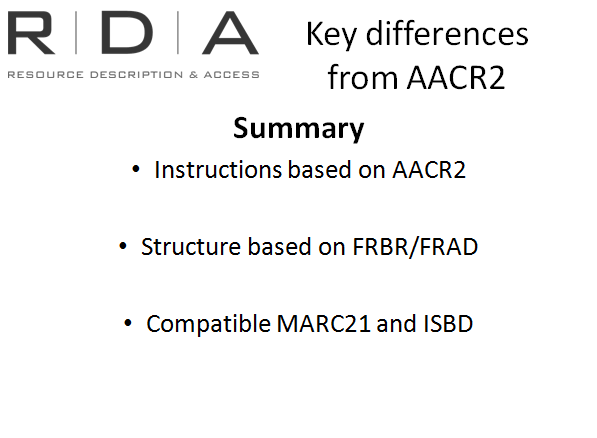 R | D | A
RESOURCE DESCRIPTION & ACCESS
Key differences
from AACR2
Summary
• Instructions based on AACR2
• Structure based on FRBR/FRAD
• Compatible MARC21 and ISBD